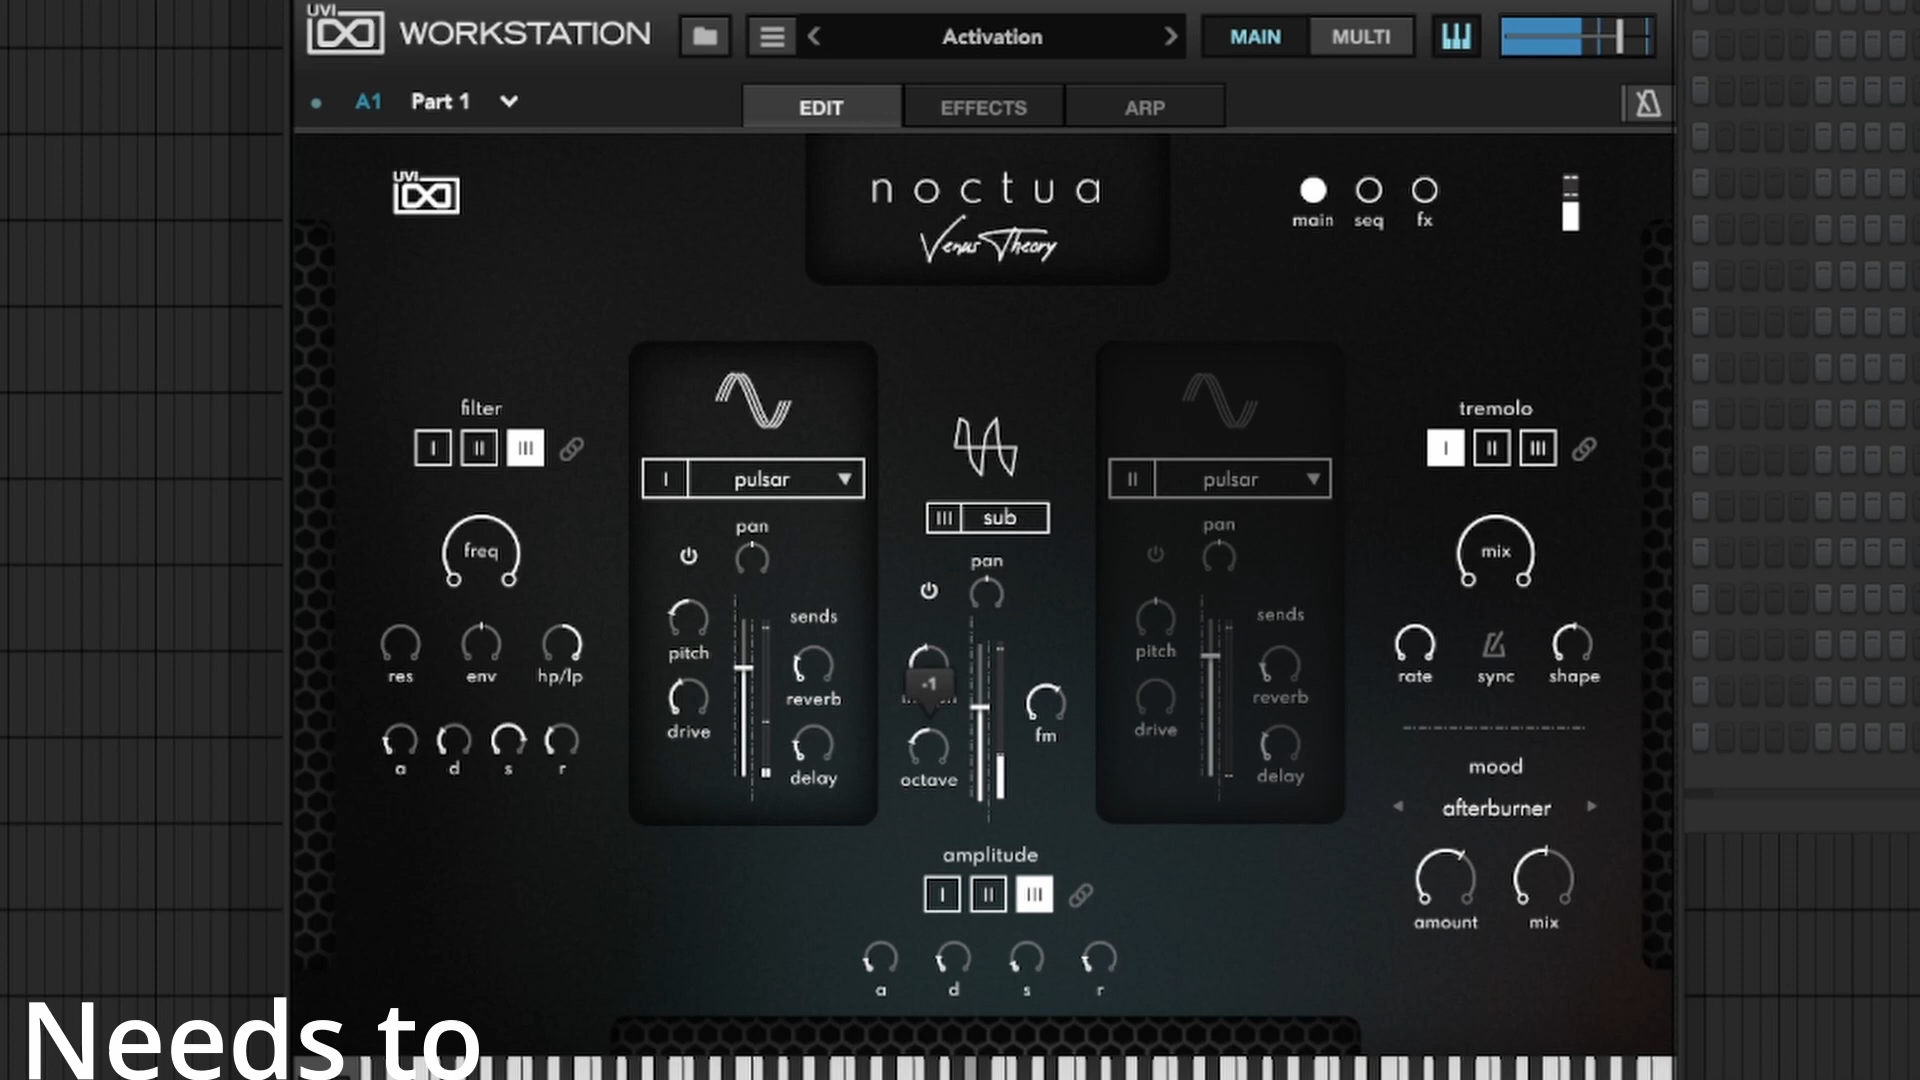 UVI WORKSTATION
Activation
MAIN MULTI
A1 Part 1
EDIT EFFECTS ARP
UVI
noctua
Venus Theory
main seq fx
filter
I II III
freq
res env hp/lp
a d s r
I pulsar
pan
sends
pitch
reverb
drive
delay
III sub
pan
-1
fm
octave
II pulsar
pan
sends
pitch
reverb
drive
delay
tremolo
I II III
mix
rate sync shape
mood
afterburner
amount mix
amplitude
I II III
a d s r
Needs to